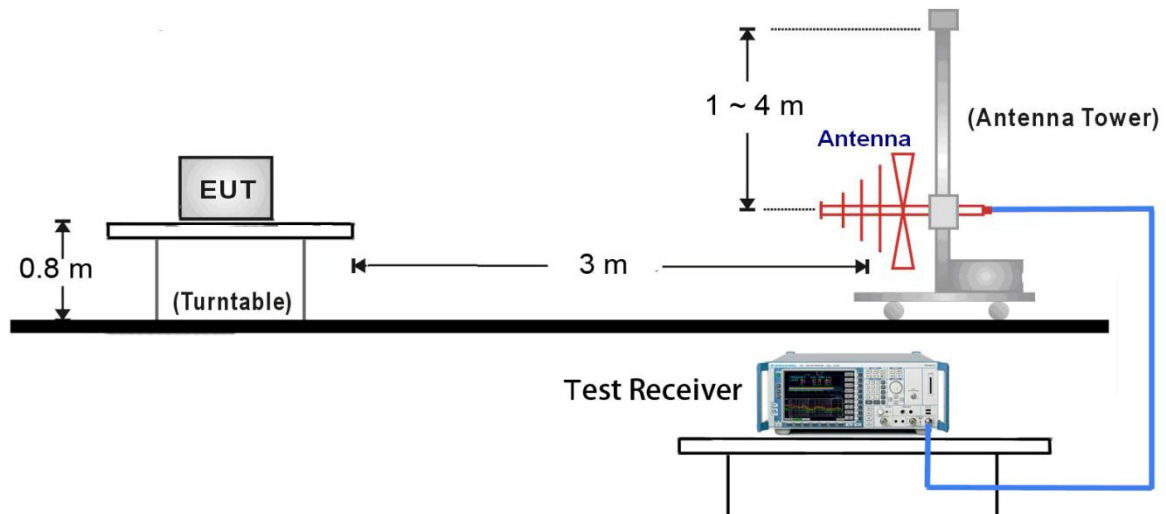 1 ~ 4 m
(Antenna Tower)
Antenna
EUT
0.8 m
3 m
(Turntable)
Test Receiver